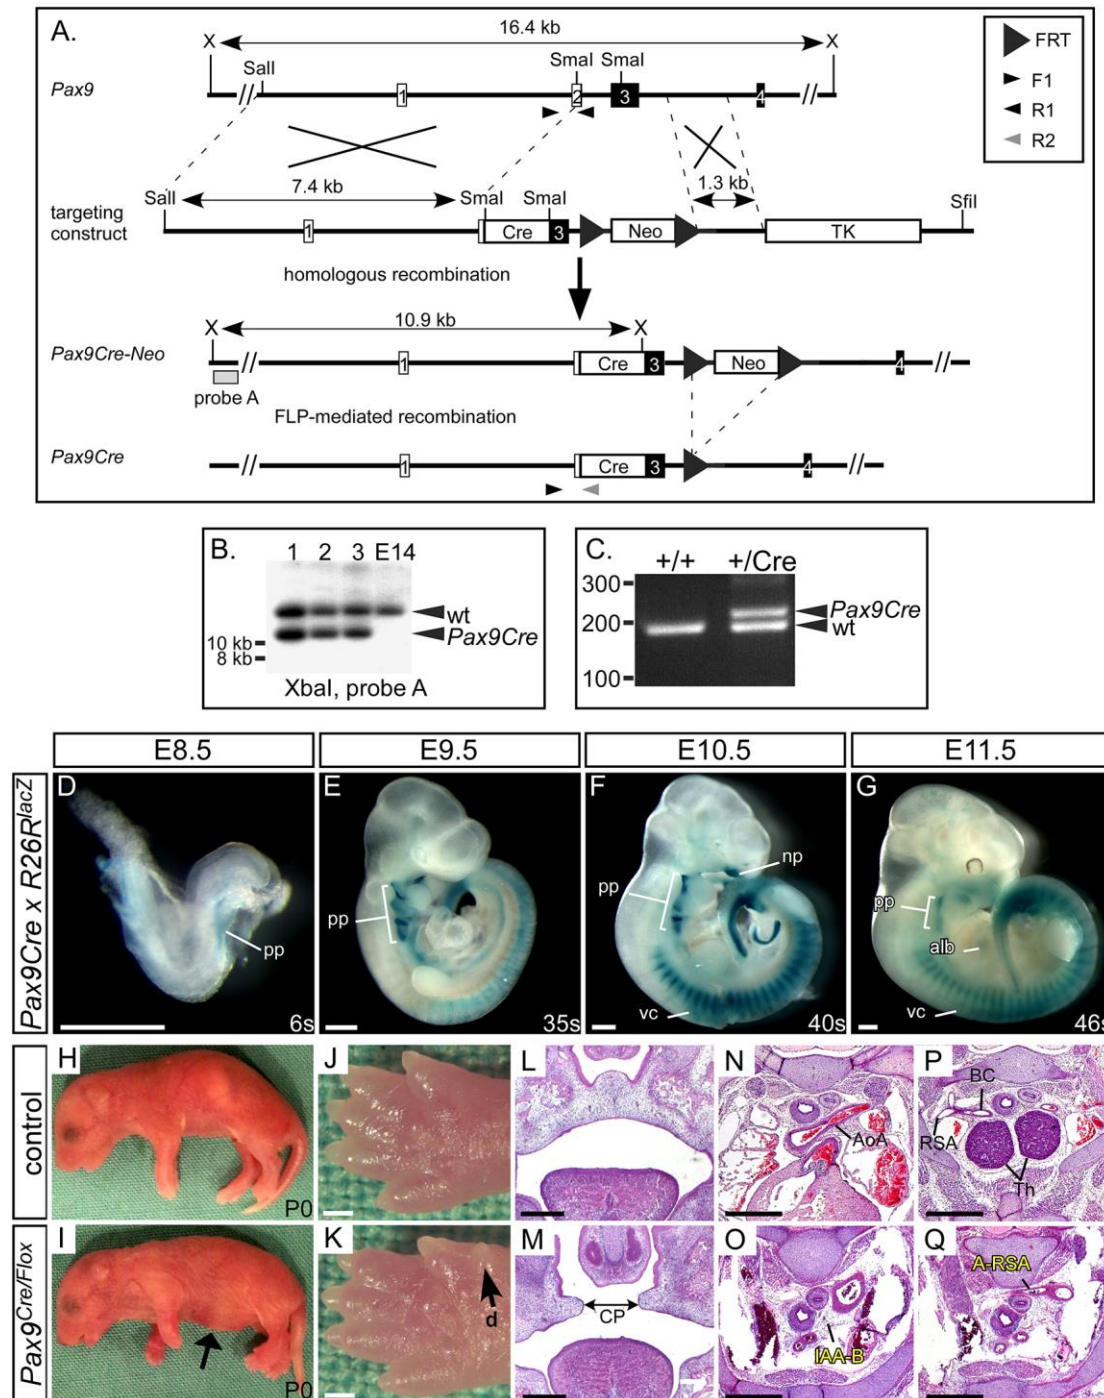 A.
16.4 kb
X
X
SalI
SmaI
SmaI
Pax9
1
2
3
4
FRT
F1
R1
R2
7.4 kb
1.3 kb
SalI
SmaI
SmaI
SfiI
targeting
construct
1
Cre
3
Neo
TK
homologous recombination
10.9 kb
X
X
Pax9Cre-Neo
1
Cre
3
Neo
4
probe A
FLP-mediated recombination
Pax9Cre
1
Cre
3
4
B.
1 2 3 E14
wt
Pax9Cre
10 kb
8 kb
XbaI, probe A
C.
+/+ +/Cre
300
200
100
Pax9Cre
wt
E8.5
E9.5
E10.5
E11.5
Pax9Cre x R26RlacZ
D
pp
6s
E
pp
35s
F
pp
np
vc
40s
G
pp
alb
vc
46s
control
H
P0
J
L
N
AoA
P
BC
RSA
Th
Pax9Cre/Flox
I
P0
K
d
M
CP
O
IAA-B
Q
A-RSA